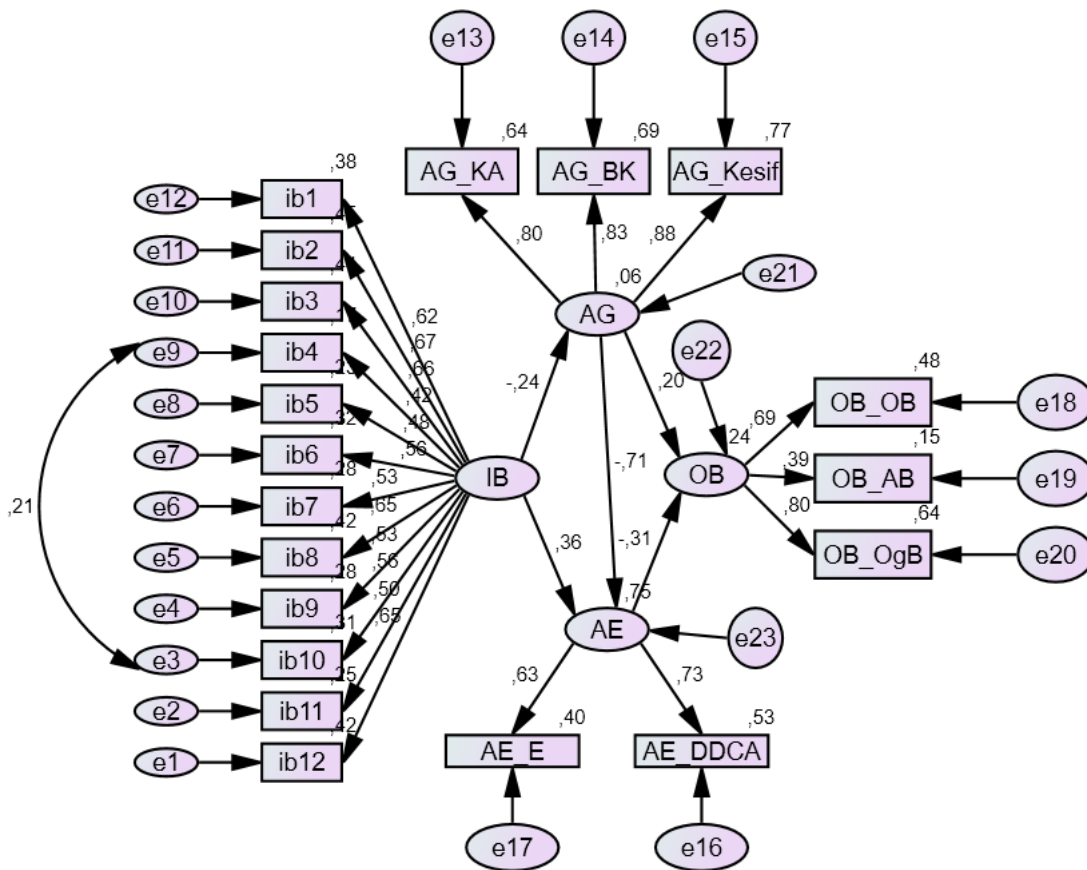 e13
e14
e15
,64
,69
,77
AG_KA
AG_BK
AG_Kesif
,38
e12
ib1
,80
,83
,88
e11
ib2
,06
e21
e10
ib3
AG
,62
e22
e9
ib4
,67
,66
-,24
,20
,48
e8
ib5
,42
,69
OB_OB
e18
,32
,48
24
,15
e7
ib6
,56
IB
-,71
OB
,39
OB_AB
e19
,28
,53
,21
e6
ib7
,65
,80
,64
,42
,53
,36
-,31
e5
ib8
OB_OgB
e20
,28
,56
e4
ib9
,50
,75
,31
,65
AE
e23
e3
ib10
,25
,63
,73
e2
ib11
,42
,40
,53
e1
ib12
AE_E
AE_DDCA
e17
e16